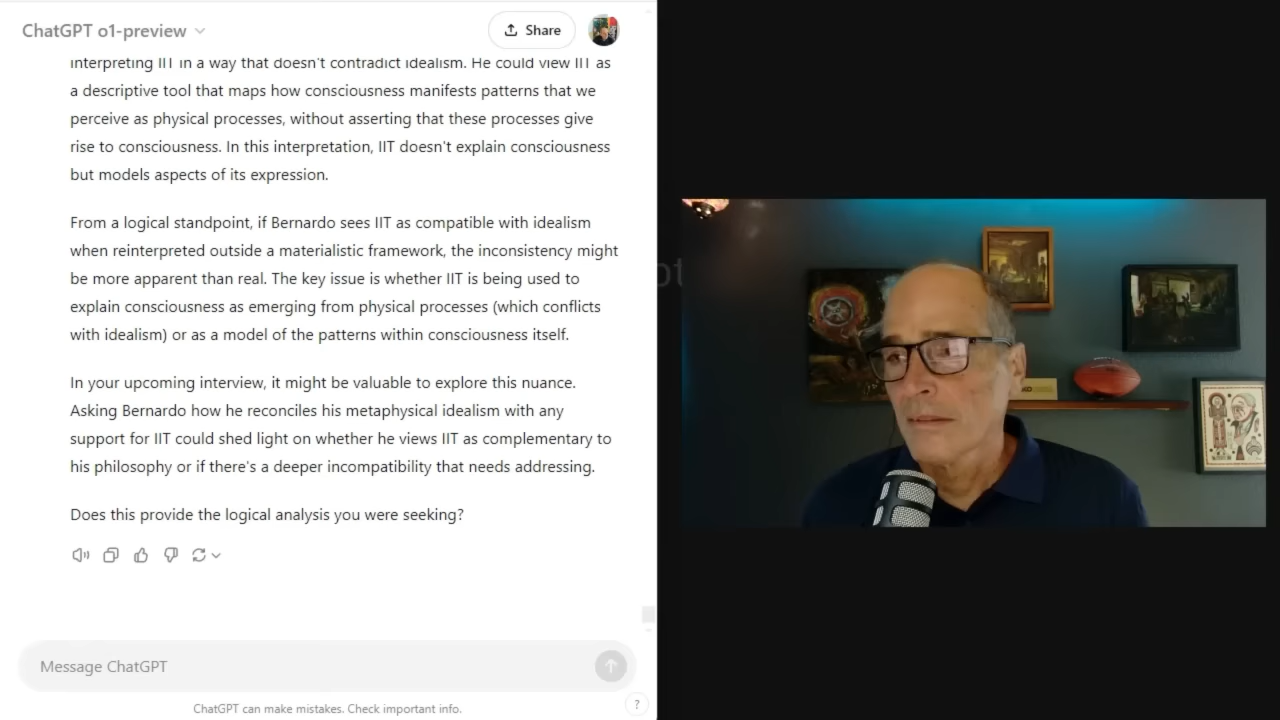 ChatGPT o1-preview
Share
interpreting IIT in a way that doesn't contradict idealism. He could view IIT as
a descriptive tool that maps how consciousness manifests patterns that we
perceive as physical processes, without asserting that these processes give
rise to consciousness. In this interpretation, IIT doesn't explain consciousness
but models aspects of its expression.
From a logical standpoint, if Bernardo sees IIT as compatible with idealism
when reinterpreted outside a materialistic framework, the inconsistency might
be more apparent than real. The key issue is whether IIT is being used to
explain consciousness as emerging from physical processes (which conflicts
with idealism) or as a model of the patterns within consciousness itself.
In your upcoming interview, it might be valuable to explore this nuance.
Asking Bernardo how he reconciles his metaphysical idealism with any
support for IIT could shed light on whether he views IIT as complementary to
his philosophy or if there's a deeper incompatibility that needs addressing.
Does this provide the logical analysis you were seeking?
Message ChatGPT
ChatGPT can make mistakes. Check important info.
?